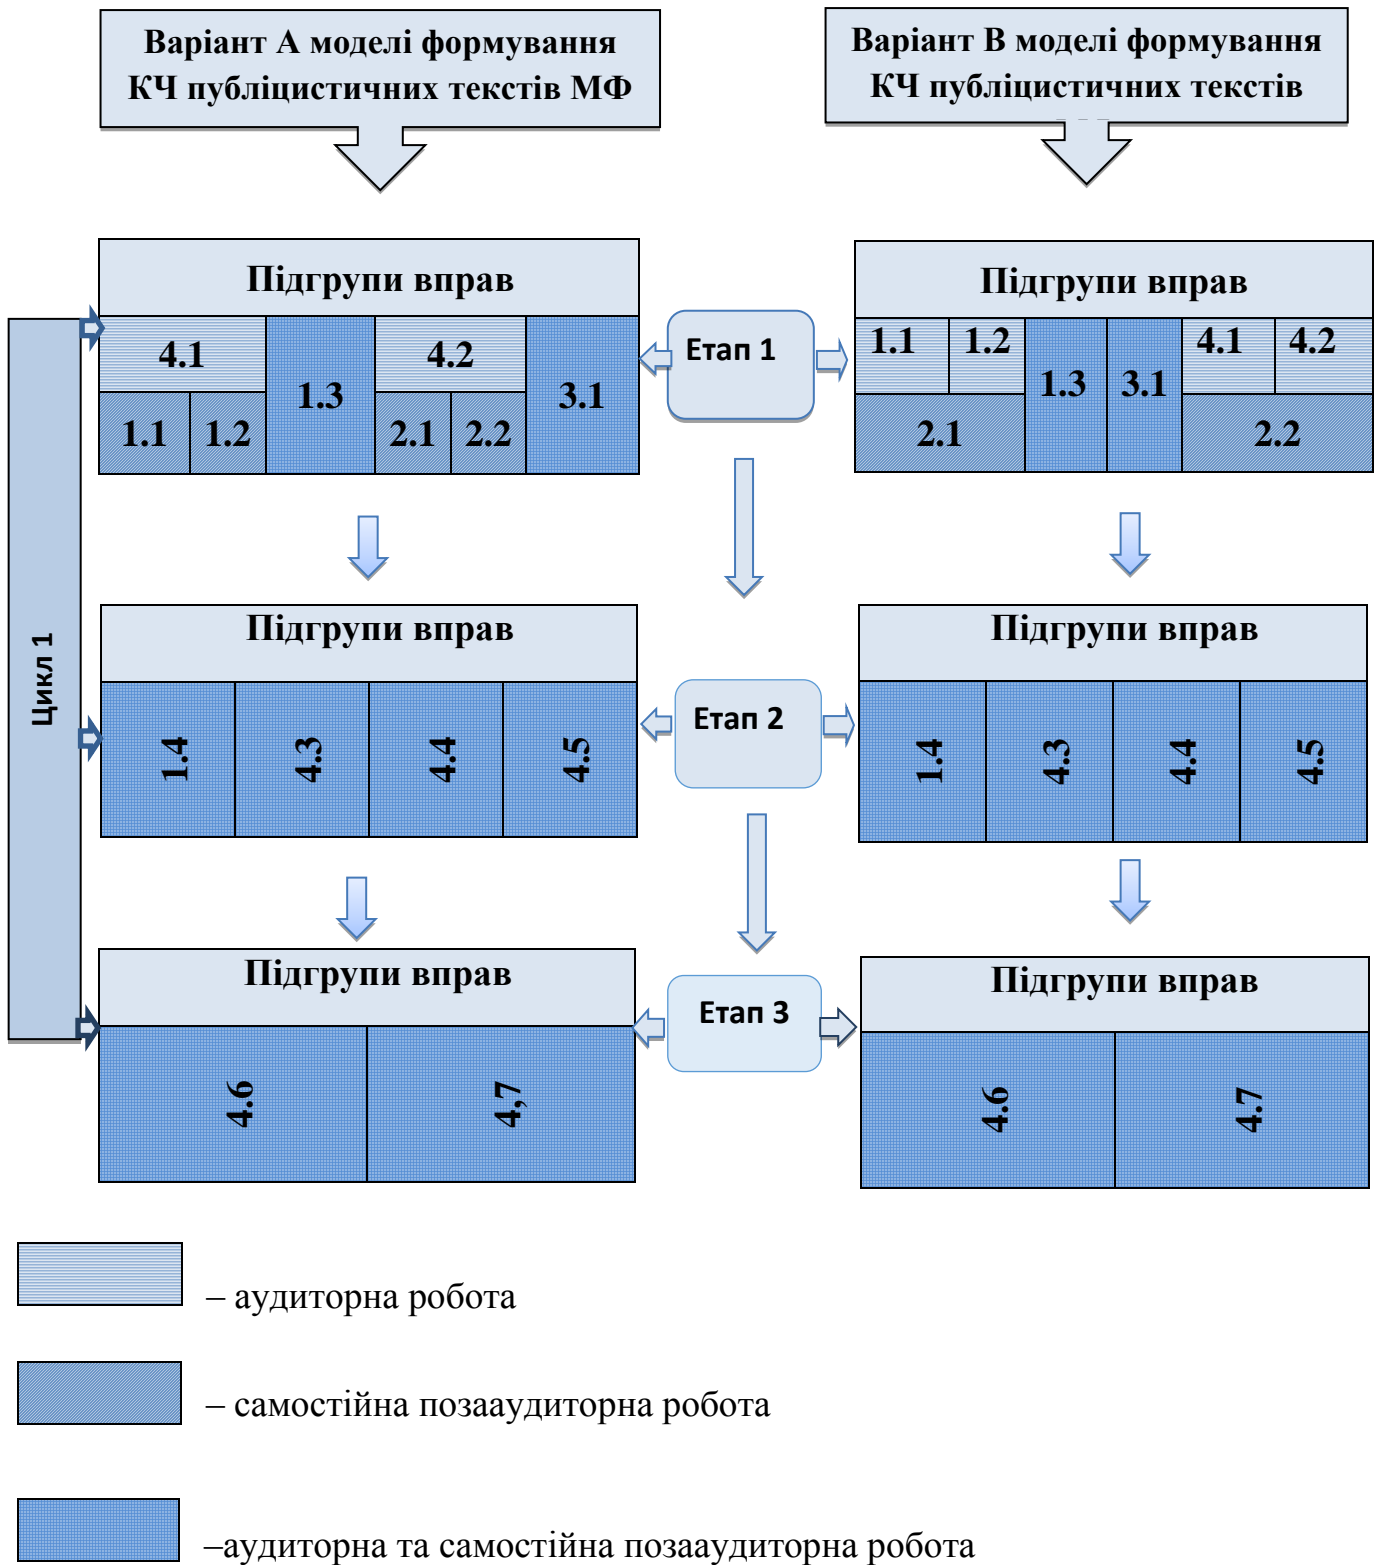 Варіант А моделі формування
КЧ публіцистичних текстів МФ
Варіант В моделі формування
КЧ публіцистичних текстів
Підгрупи вправ
4.1
1.3
4.2
3.1
1.1
1.2
2.1
2.2
Етап 1
Підгрупи вправ
1.1
1.2
1.3
3.1
4.1
4.2
2.1
2.2
Цикл 1
Підгрупи вправ
1.4
4.3
4.4
4.5
Етап 2
Підгрупи вправ
1.4
4.3
4.4
4.5
Підгрупи вправ
4.6
4,7
Етап 3
Підгрупи вправ
4.6
4.7
– аудиторна робота
– самостійна позааудиторна робота
–аудиторна та самостійна позааудиторна робота